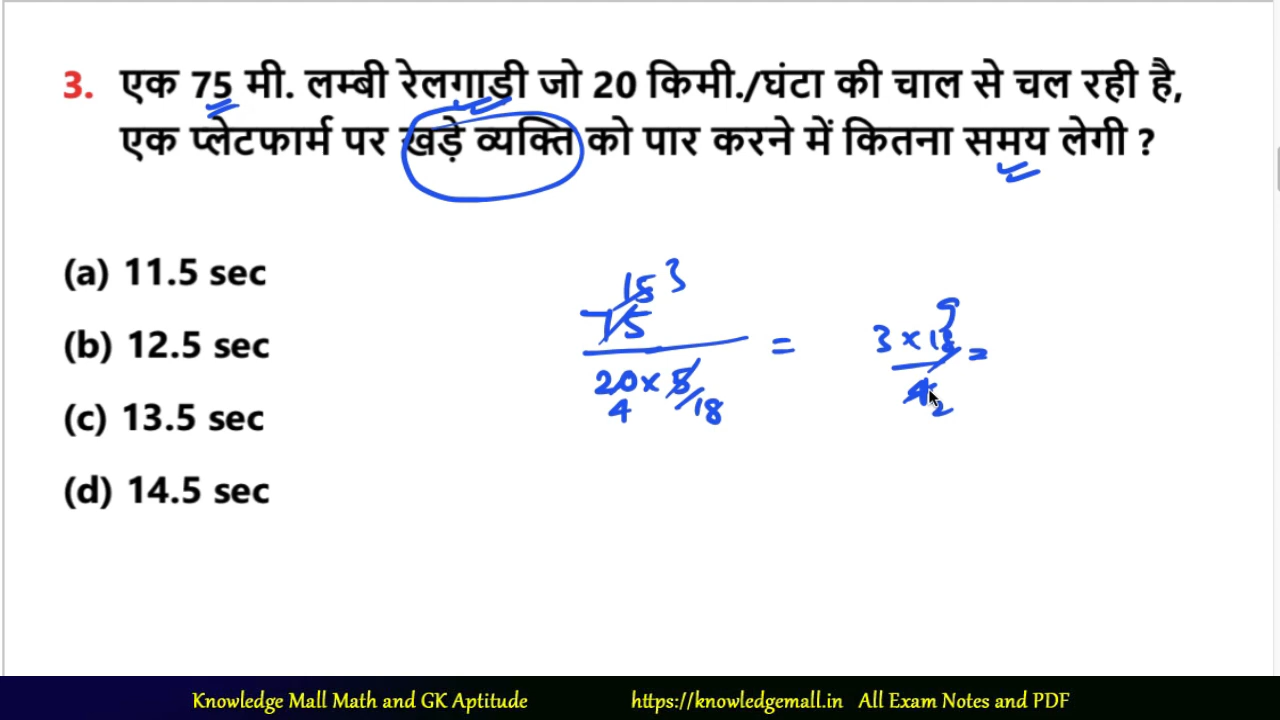 3. एक 75 मी. लम्बी रेलगाड़ी जो 20 किमी./घंटा की चाल से चल रही है,
एक प्लेटफार्म पर खड़े व्यक्ति को पार करने में कितना समय लेगी ?
(a) 11.5 sec
(b) 12.5 sec
(c) 13.5 sec
(d) 14.5 sec
15 3
75
20 × 5/18
4
=
9
3 × 18
4 2
=
Knowledge Mall Math and GK Aptitude https://knowledgemall.in All Exam Notes and PDF